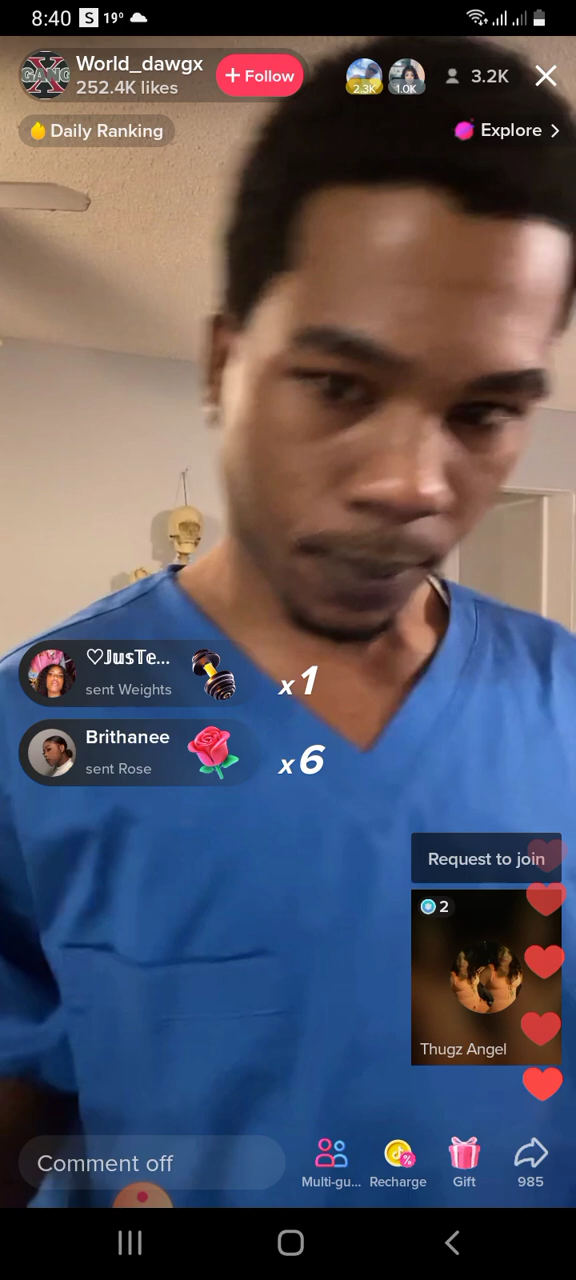 8:40 S 19°
World_dawgx
252.4K likes
+ Follow
2.3K
1.0K
3.2K
GANG
X
Daily Ranking
Explore
♡𝕁𝕦𝕤𝕋𝕖...
sent Weights
x1
Brithanee
sent Rose
x6
Request to join
2
Thugz Angel
Comment off
Multi-gu...
Recharge
Gift
985